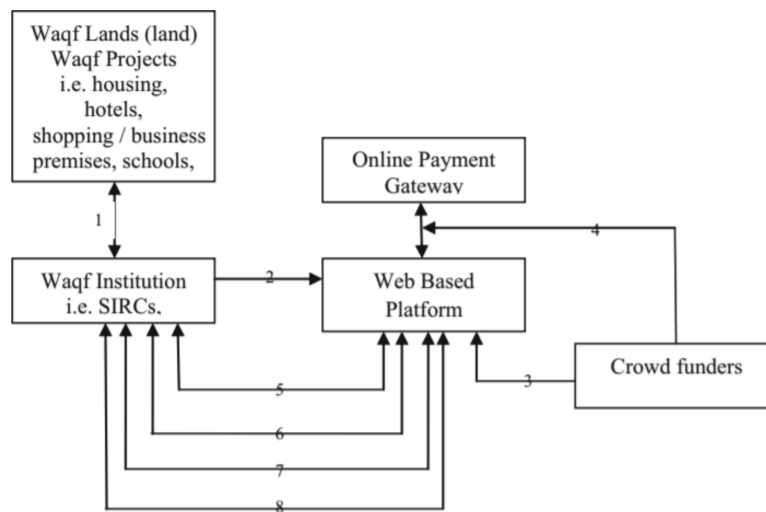 Waqf Lands (land)
Waqf Projects
i.e. housing,
hotels,
shopping / business
premises, schools,
Online Payment
Gateway
1
4
Waqf Institution
i.e. SIRCs,
2
Web Based
Platform
Crowd funders
3
5
6
7
8